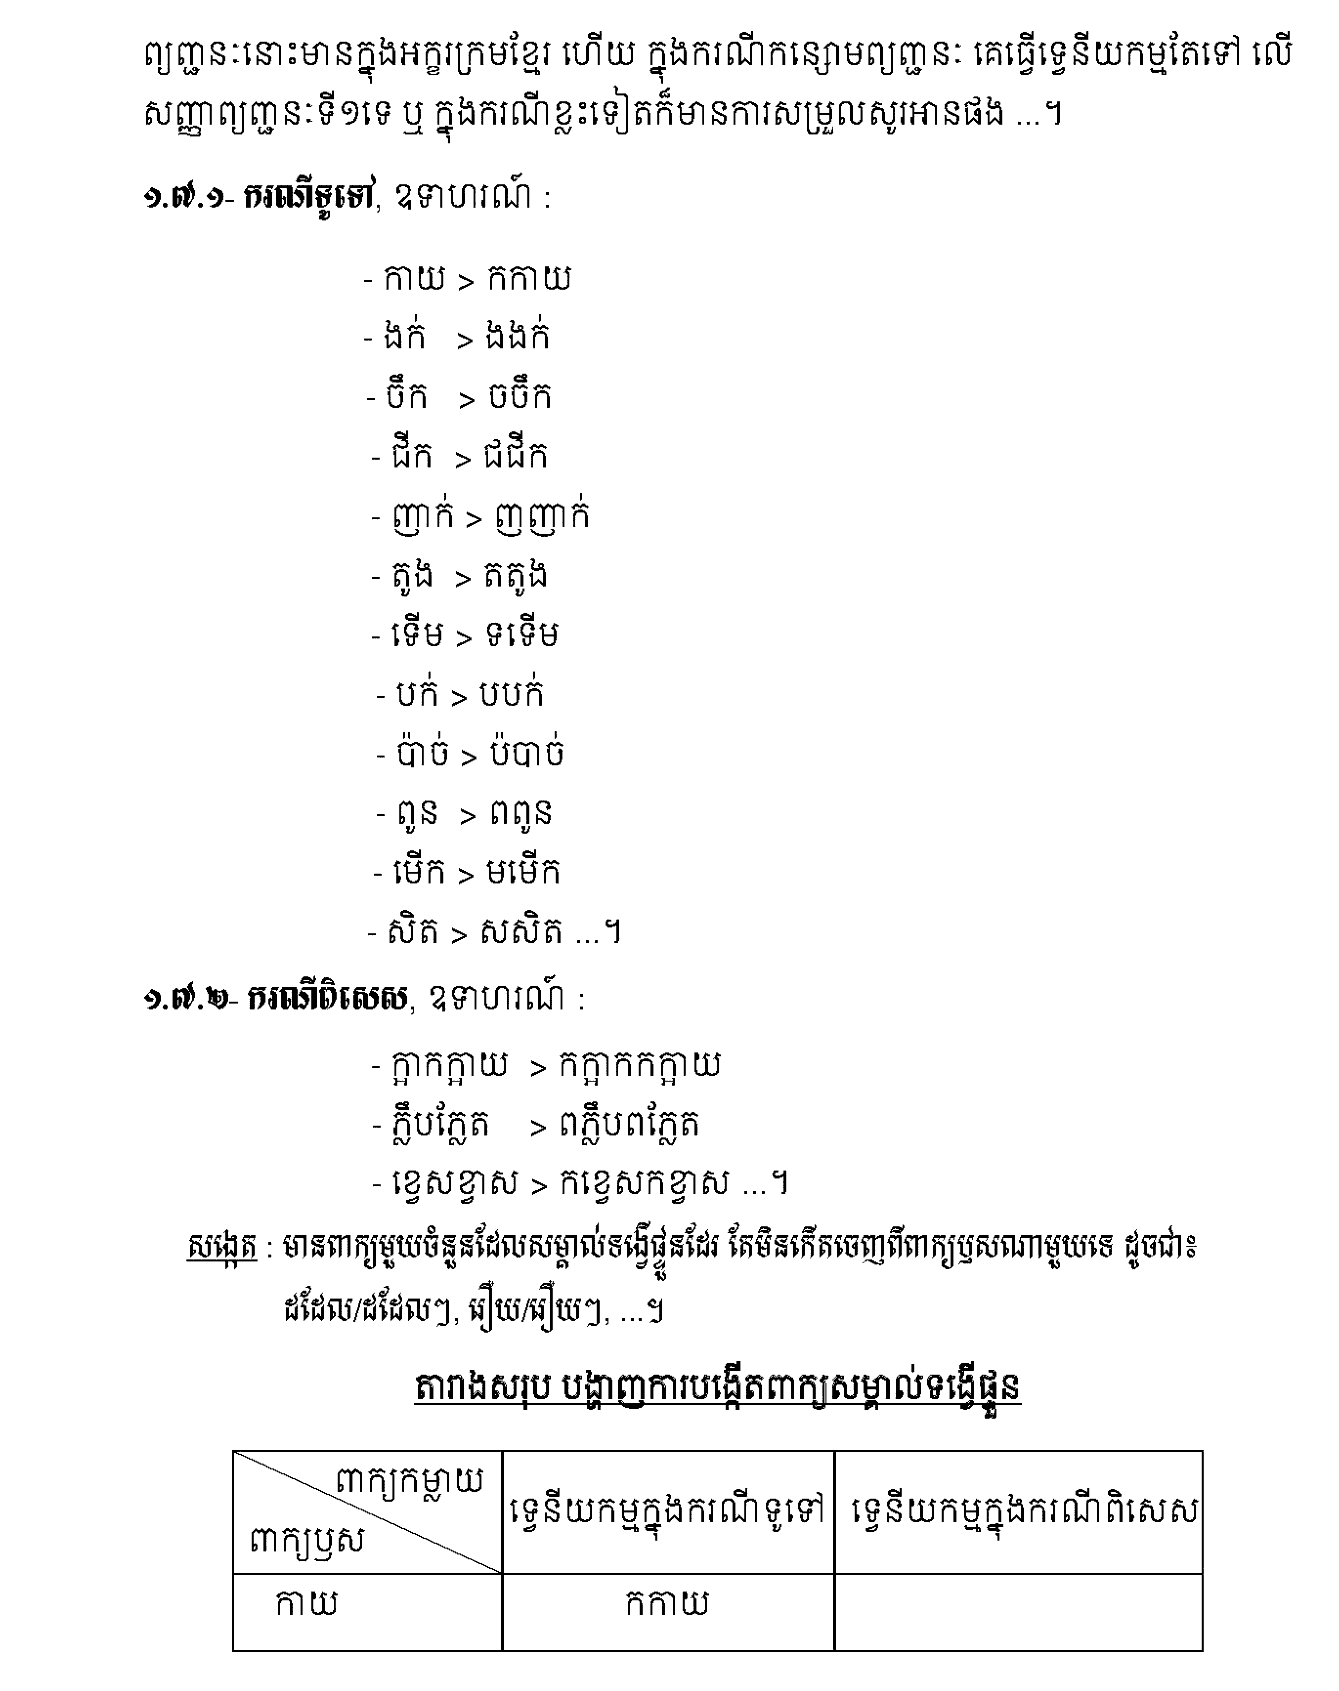 ព្យញ្ជនៈនោះមានក្នុងអក្ខរក្រមខ្មែរ ហើយ ក្នុងករណីកន្សោមព្យញ្ជនៈ គេធ្វើទ្វេនីយកម្មតែទៅ លើ
សញ្ញាព្យញ្ជនៈទី១ទេ ឬ ក្នុងករណីខ្លះទៀតក៏មានការសម្រួលសូរអានផង ...។
១.៧.១- ករណីទូទៅ, ឧទាហរណ៍ :
- កាយ > កកាយ
- ងក់ > ងងក់
- ចឹក > ចចឹក
- ជីក > ជជីក
- ញាក់ > ញញាក់
- តូង > តតូង
- ទើម > ទទើម
- បក់ > បបក់
- ប៉ាច់ > ប៉បាច់
- ពូន > ពពូន
- មើក > មមើក
- សិត > សសិត ...។
១.៧.២- ករណីពិសេស, ឧទាហរណ៍ :
- ក្អាកក្អាយ > កក្អាកកក្អាយ
- ភ្លឹបភ្លែត > ពភ្លឹបពភ្លែត
- ខ្វេសខ្វាស > កខ្វេសកខ្វាស ...។
សង្កេត : មានពាក្យមួយចំនួនដែលសម្គាល់ទង្វើផ្ទួនដែរ តែមិនកើតចេញពីពាក្យឫសណាមួយទេ ដូចជា៖
ដដែល/ដដែលៗ, រឿយ/រឿយៗ, ...។
តារាងសរុប បង្ហាញការបង្កើតពាក្យសម្គាល់ទង្វើផ្ទួន
ពាក្យកម្លាយ
ពាក្យឫស
ទ្វេនីយកម្មក្នុងករណីទូទៅ
ទ្វេនីយកម្មក្នុងករណីពិសេស
កាយ
កកាយ